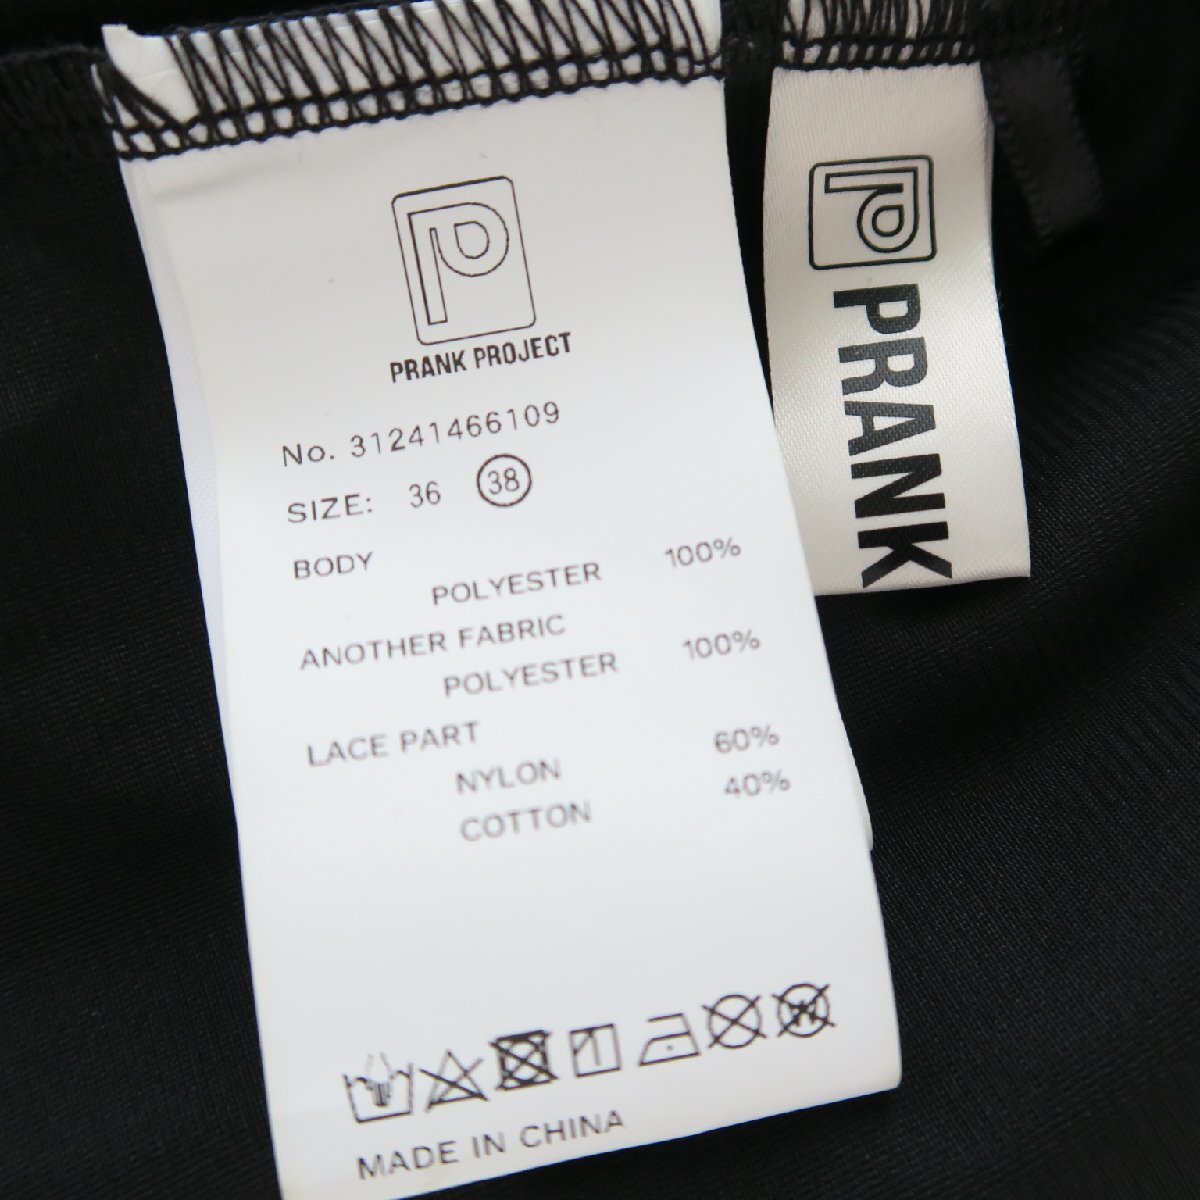 PRANK PROJECT
No. 31241466109
SIZE: 36 38
BODY
POLYESTER 100%
ANOTHER FABRIC
POLYESTER 100%
LACE PART
NYLON 60%
COTTON 40%
W
MADE IN CHINA
PRANK